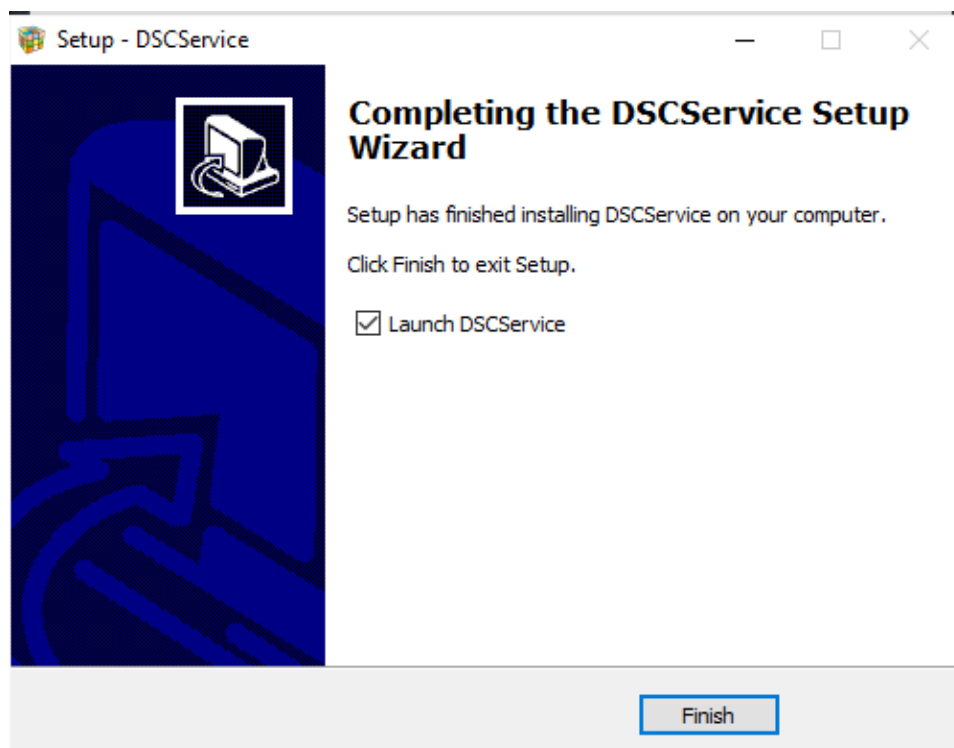 Setup - DSCService
Completing the DSCService Setup
Wizard
Setup has finished installing DSCService on your computer.
Click Finish to exit Setup.
Launch DSCService
Finish